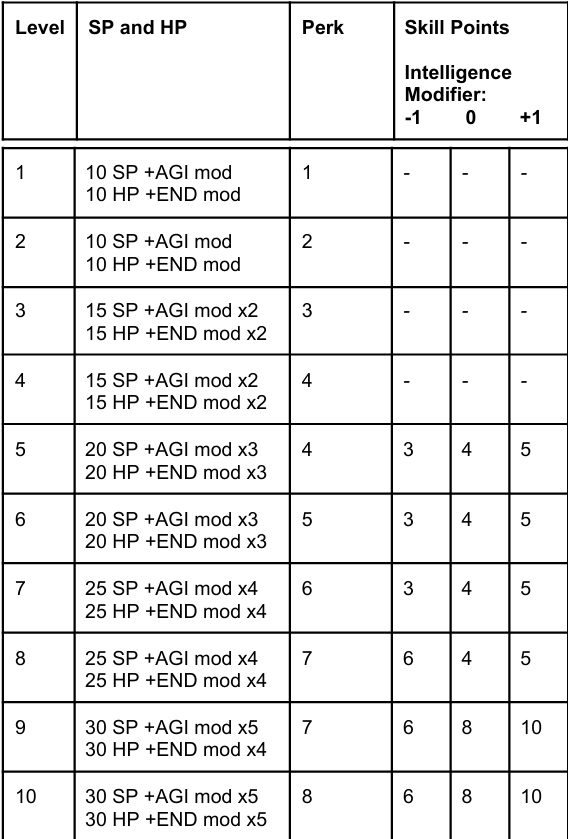 Level SP and HP Perk Skill Points
Intelligence
Modifier:
-1 0 +1
1 10 SP +AGI mod 1 - - -
10 HP +END mod
2 10 SP +AGI mod 2 - - -
10 HP +END mod
3 15 SP +AGI mod x2 3 - - -
15 HP +END mod x2
4 15 SP +AGI mod x2 4 - - -
15 HP +END mod x2
5 20 SP +AGI mod x3 4 3 4 5
20 HP +END mod x3
6 20 SP +AGI mod x3 5 3 4 5
20 HP +END mod x3
7 25 SP +AGI mod x4 6 3 4 5
25 HP +END mod x4
8 25 SP +AGI mod x4 7 6 4 5
25 HP +END mod x4
9 30 SP +AGI mod x5 7 6 8 10
30 HP +END mod x4
10 30 SP +AGI mod x5 8 6 8 10
30 HP +END mod x5